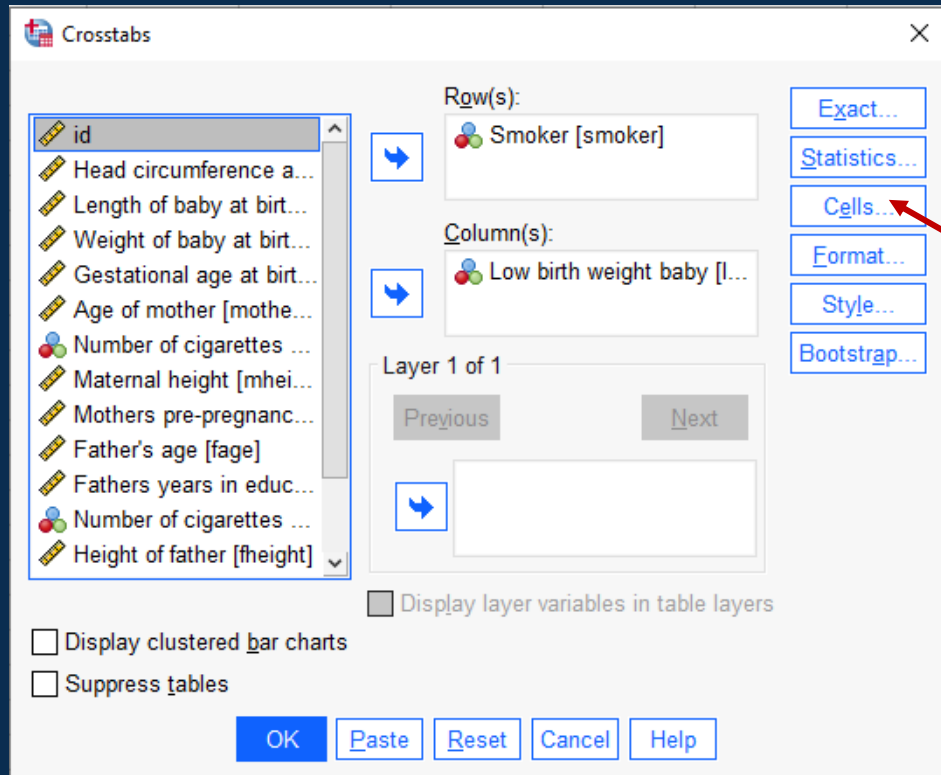 Crosstabs
id
Head circumference a...
Length of baby at birt...
Weight of baby at birt...
Gestational age at birt...
Age of mother [mothe...
Number of cigarettes ...
Maternal height [mhei...
Mothers pre-pregnanc...
Father's age [fage]
Fathers years in educ...
Number of cigarettes ...
Height of father [fheight]
Row(s):
Smoker [smoker]
Column(s):
Low birth weight baby [l...
Layer 1 of 1
Previous
Next
Display layer variables in table layers
Exact...
Statistics...
Cells...
Format...
Style...
Bootstrap...
Display clustered bar charts
Suppress tables
OK
Paste
Reset
Cancel
Help